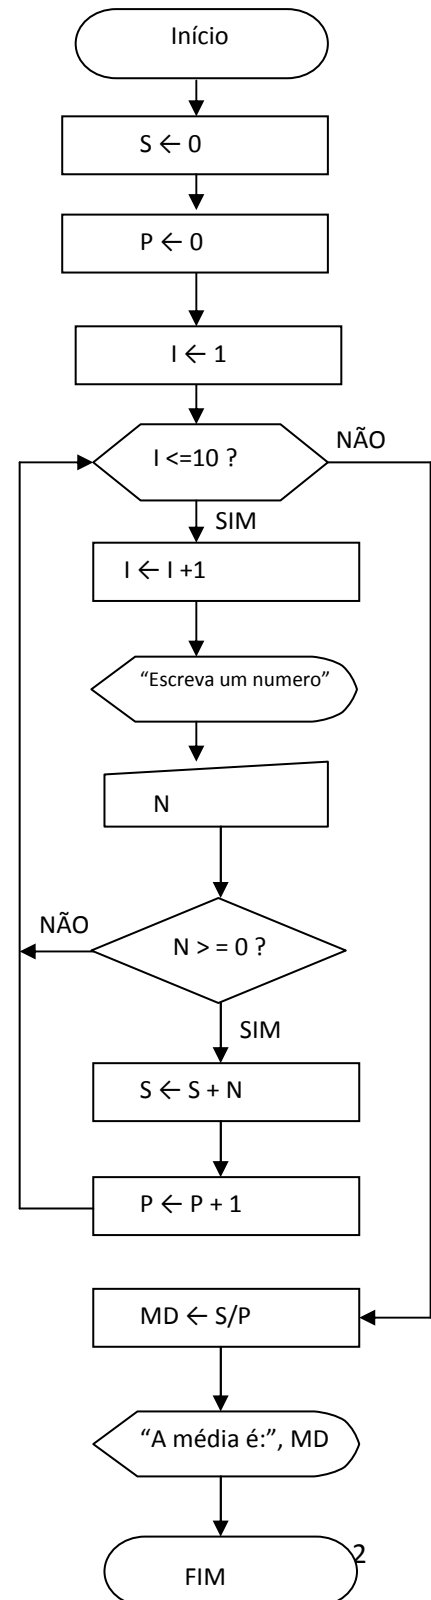 Início
S ← 0
P ← 0
I ← 1
I <=10 ?
NÃO
SIM
I ← I +1
“Escreva um numero”
N
NÃO
N > = 0 ?
SIM
S ← S + N
P ← P + 1
MD ← S/P
“A média é:”, MD
2
FIM